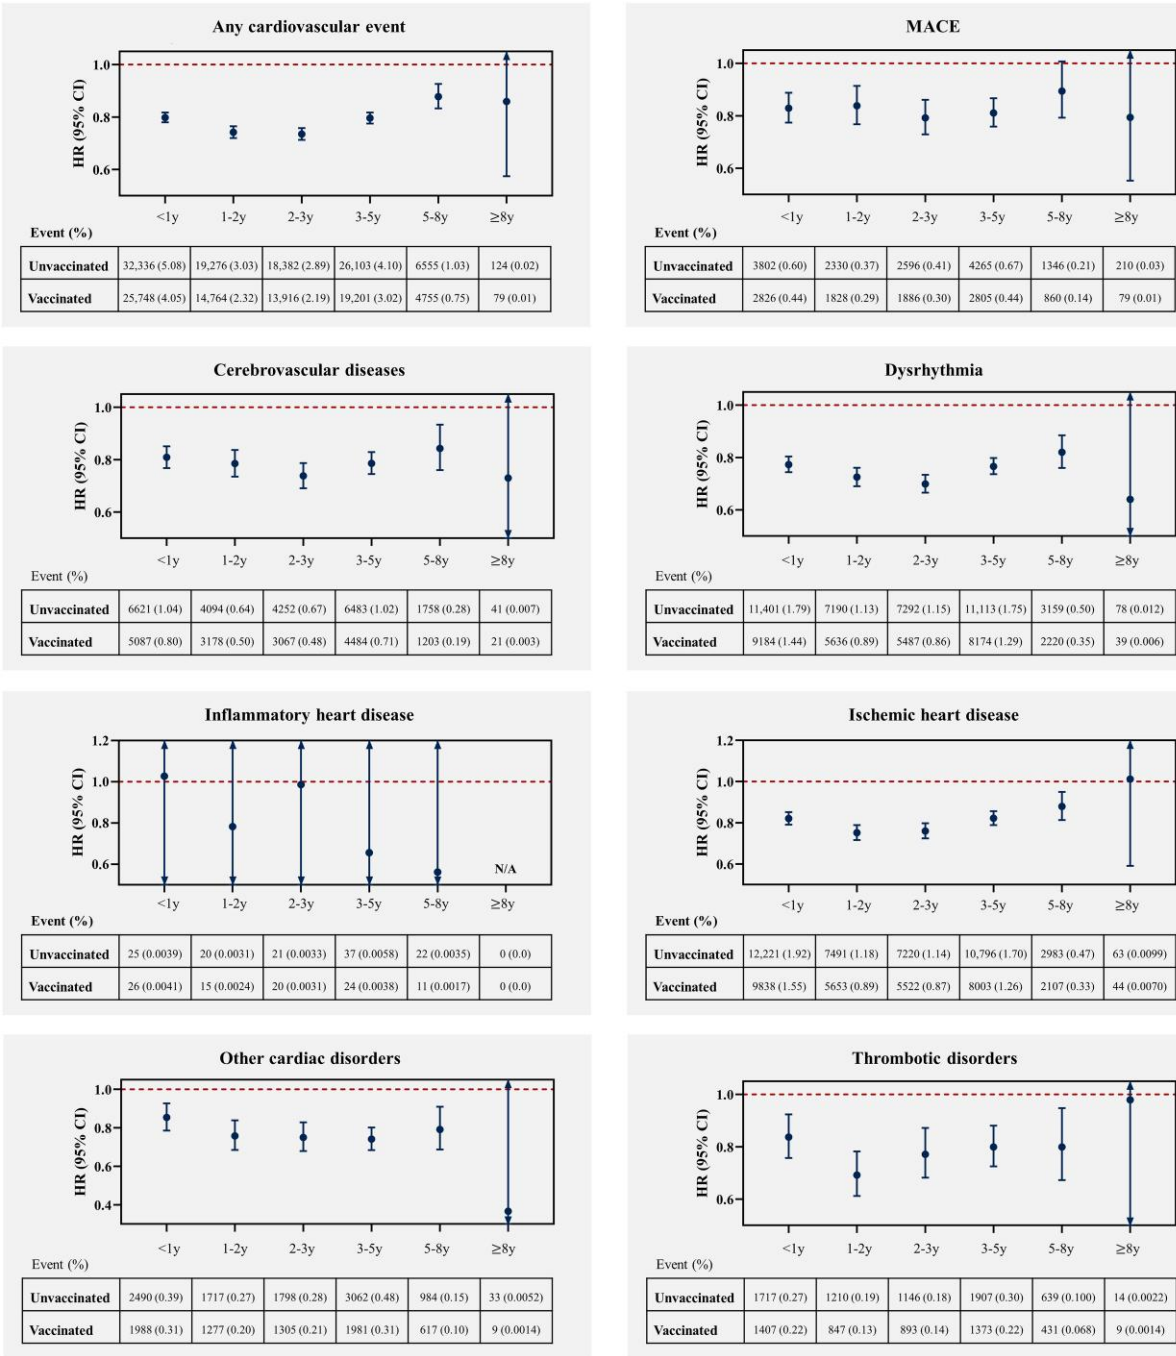 Any cardiovascular event
HR (95% CI)
1.0
0.8
0.6
<1y 1-2y 2-3y 3-5y 5-8y ≥8y
Event (%)
Unvaccinated 32,336 (5.08) 19,276 (3.03) 18,382 (2.89) 26,103 (4.10) 6555 (1.03) 124 (0.02)
Vaccinated 25,748 (4.05) 14,764 (2.32) 13,916 (2.19) 19,201 (3.02) 4755 (0.75) 79 (0.01)
MACE
HR (95% CI)
1.0
0.8
0.6
<1y 1-2y 2-3y 3-5y 5-8y ≥8y
Event (%)
Unvaccinated 3802 (0.60) 2330 (0.37) 2596 (0.41) 4265 (0.67) 1346 (0.21) 210 (0.03)
Vaccinated 2826 (0.44) 1828 (0.29) 1886 (0.30) 2805 (0.44) 860 (0.14) 79 (0.01)
Cerebrovascular diseases
HR (95% CI)
1.0
0.8
0.6
<1y 1-2y 2-3y 3-5y 5-8y ≥8y
Event (%)
Unvaccinated 6621 (1.04) 4094 (0.64) 4252 (0.67) 6483 (1.02) 1758 (0.28) 41 (0.007)
Vaccinated 5087 (0.80) 3178 (0.50) 3067 (0.48) 4484 (0.71) 1203 (0.19) 21 (0.003)
Dysrhythmia
HR (95% CI)
1.0
0.8
0.6
<1y 1-2y 2-3y 3-5y 5-8y ≥8y
Event (%)
Unvaccinated 11,401 (1.79) 7190 (1.13) 7292 (1.15) 11,113 (1.75) 3159 (0.50) 78 (0.012)
Vaccinated 9184 (1.44) 5636 (0.89) 5487 (0.86) 8174 (1.29) 2220 (0.35) 39 (0.006)
Inflammatory heart disease
HR (95% CI)
1.2
1.0
0.8
0.6
N/A
<1y 1-2y 2-3y 3-5y 5-8y ≥8y
Event (%)
Unvaccinated 25 (0.0039) 20 (0.0031) 21 (0.0033) 37 (0.0058) 22 (0.0035) 0 (0.0)
Vaccinated 26 (0.0041) 15 (0.0024) 20 (0.0031) 24 (0.0038) 11 (0.0017) 0 (0.0)
Ischemic heart disease
HR (95% CI)
1.2
1.0
0.8
0.6
<1y 1-2y 2-3y 3-5y 5-8y ≥8y
Event (%)
Unvaccinated 12,221 (1.92) 7491 (1.18) 7220 (1.14) 10,796 (1.70) 2983 (0.47) 63 (0.0099)
Vaccinated 9838 (1.55) 5653 (0.89) 5522 (0.87) 8003 (1.26) 2107 (0.33) 44 (0.0070)
Other cardiac disorders
HR (95% CI)
1.0
0.8
0.6
0.4
<1y 1-2y 2-3y 3-5y 5-8y ≥8y
Event (%)
Unvaccinated 2490 (0.39) 1717 (0.27) 1798 (0.28) 3062 (0.48) 984 (0.15) 33 (0.0052)
Vaccinated 1988 (0.31) 1277 (0.20) 1305 (0.21) 1981 (0.31) 617 (0.10) 9 (0.0014)
Thrombotic disorders
HR (95% CI)
1.0
0.8
0.6
<1y 1-2y 2-3y 3-5y 5-8y ≥8y
Event (%)
Unvaccinated 1717 (0.27) 1210 (0.19) 1146 (0.18) 1907 (0.30) 639 (0.100) 14 (0.0022)
Vaccinated 1407 (0.22) 847 (0.13) 893 (0.14) 1373 (0.22) 431 (0.068) 9 (0.0014)